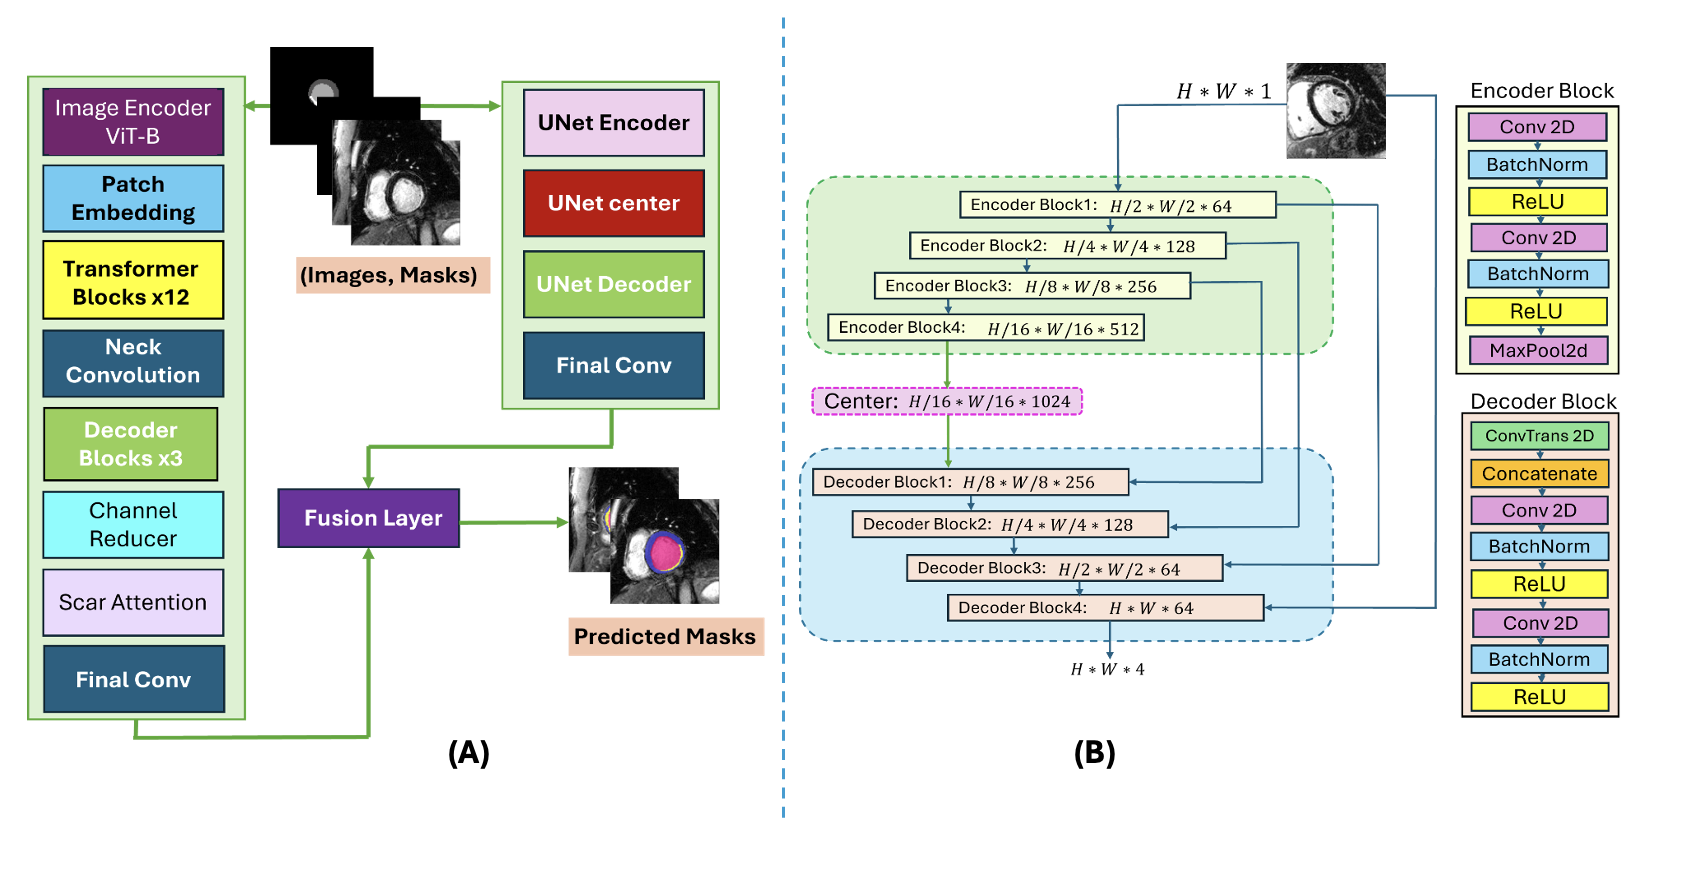 Image Encoder
ViT-B
Patch
Embedding
Transformer
Blocks x12
Neck
Convolution
Decoder
Blocks x3
Channel
Reducer
Scar Attention
Final Conv
(Images, Masks)
UNet Encoder
UNet center
UNet Decoder
Final Conv
Fusion Layer
Predicted Masks
(A)
H * W * 1
Encoder Block1: H/2 * W/2 * 64
Encoder Block2: H/4 * W/4 * 128
Encoder Block3: H/8 * W/8 * 256
Encoder Block4: H/16 * W/16 * 512
Center: H/16 * W/16 * 1024
Decoder Block1: H/8 * W/8 * 256
Decoder Block2: H/4 * W/4 * 128
Decoder Block3: H/2 * W/2 * 64
Decoder Block4: H * W * 64
H * W * 4
(B)
Encoder Block
Conv 2D
BatchNorm
ReLU
Conv 2D
BatchNorm
ReLU
MaxPool2d
Decoder Block
ConvTrans 2D
Concatenate
Conv 2D
BatchNorm
ReLU
Conv 2D
BatchNorm
ReLU